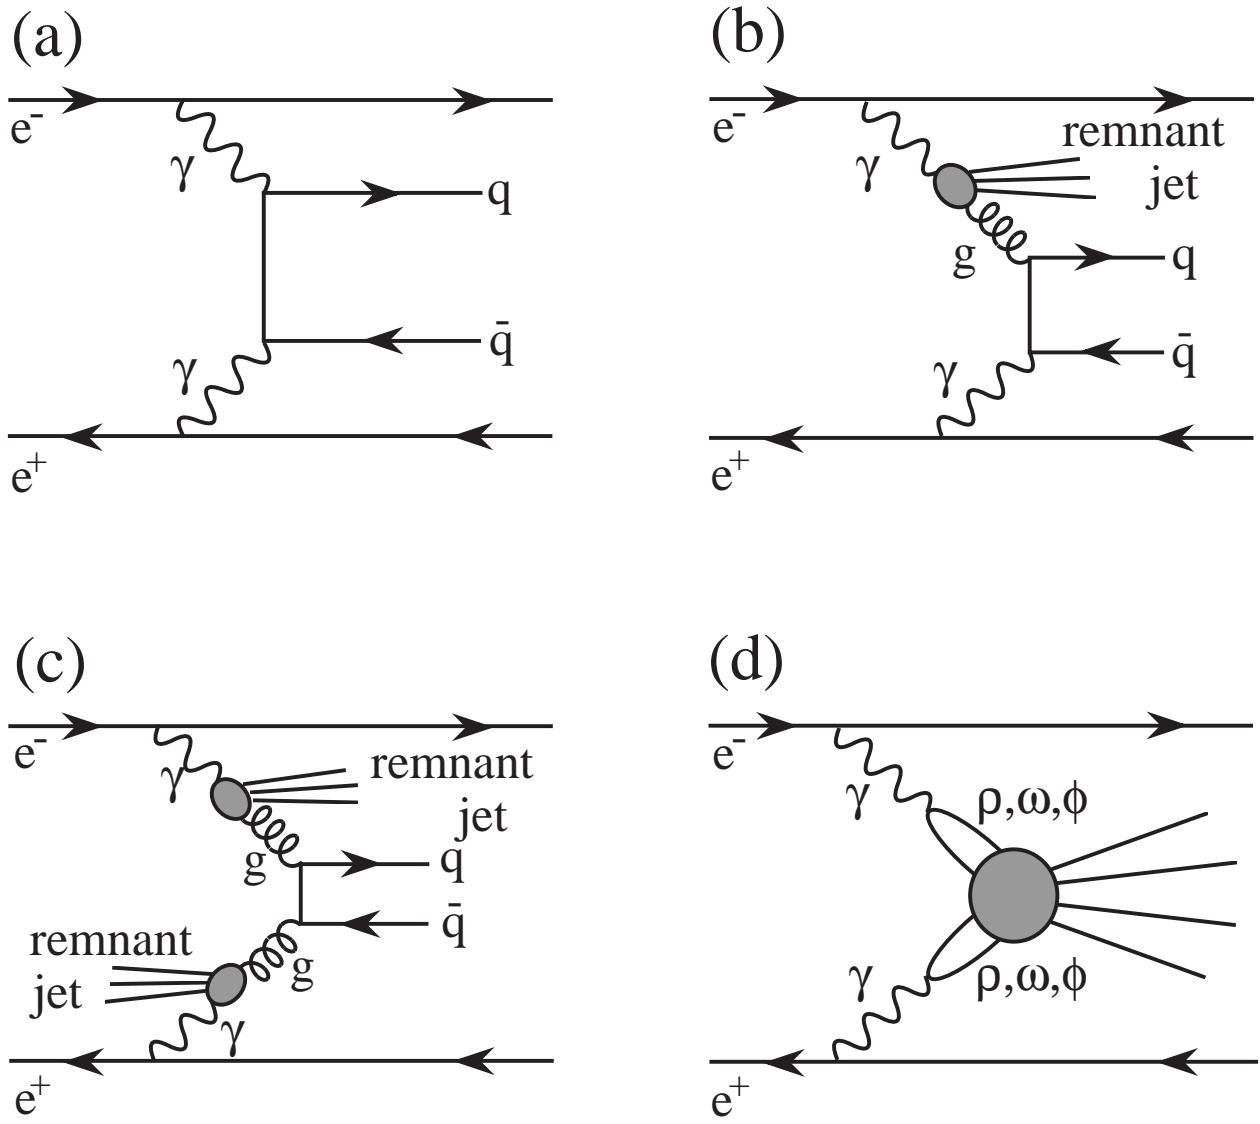 (a)
e-
γ
q
γ
q̄
e+
(b)
e-
remnant
γ
jet
g
q
γ
q̄
e+
(c)
e-
remnant
γ
jet
g
q
q̄
remnant
g
jet
γ
e+
(d)
e-
γ
ρ,ω,ϕ
γ
ρ,ω,ϕ
e+